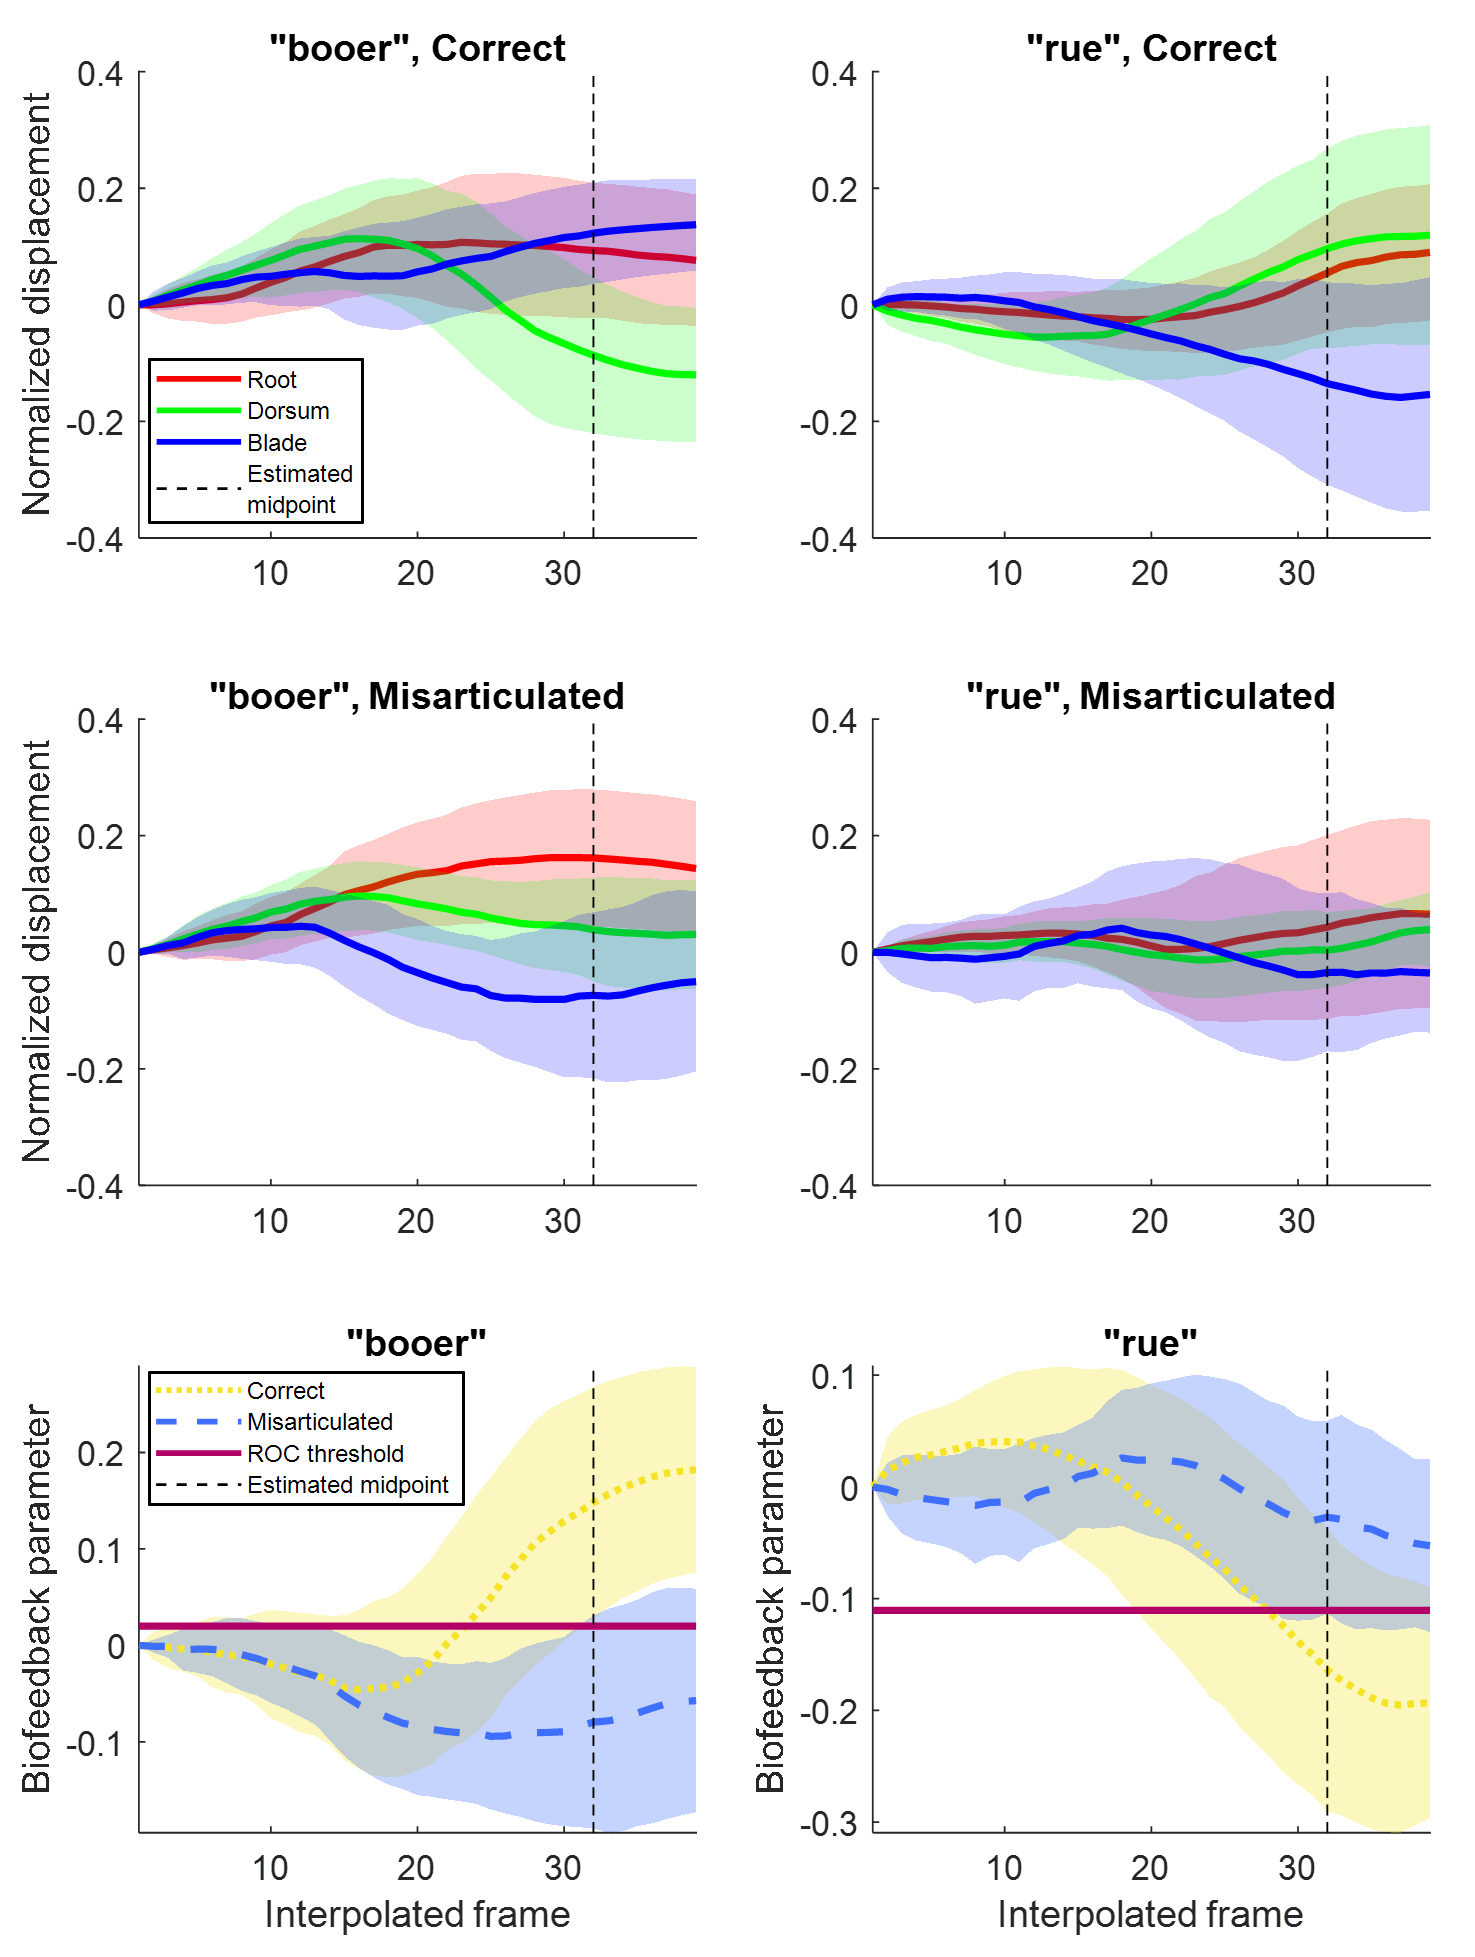 "booer", Correct
Normalized displacement
0.4
0.2
0
-0.2
-0.4
Root
Dorsum
Blade
Estimated
midpoint
10
20
30
"rue", Correct
0.4
0.2
0
-0.2
-0.4
10
20
30
"booer", Misarticulated
Normalized displacement
0.4
0.2
0
-0.2
-0.4
10
20
30
"rue", Misarticulated
0.4
0.2
0
-0.2
-0.4
10
20
30
"booer"
Biofeedback parameter
0.2
0.1
0
-0.1
Correct
Misarticulated
ROC threshold
Estimated midpoint
10
20
30
Interpolated frame
"rue"
Biofeedback parameter
0.1
0
-0.1
-0.2
-0.3
10
20
30
Interpolated frame